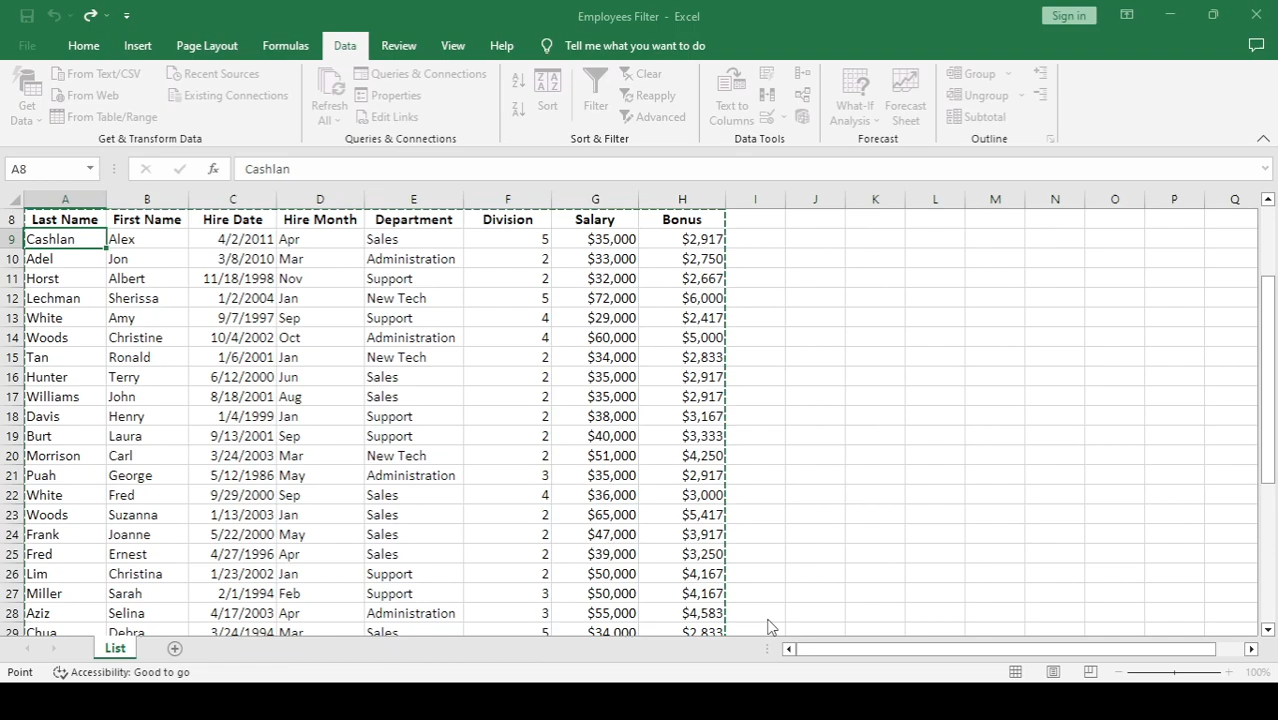 Employees Filter - Excel
Sign in
File Home Insert Page Layout Formulas Data Review View Help Tell me what you want to do
Get Data
From Text/CSV
From Web
From Table/Range
Recent Sources
Existing Connections
Get & Transform Data
Refresh All
Queries & Connections
Properties
Edit Links
Queries & Connections
Sort
Filter
Clear
Reapply
Advanced
Sort & Filter
Text to Columns
Data Tools
What-If Analysis
Forecast Sheet
Forecast
Group
Ungroup
Subtotal
Outline
A8 fx Cashlan
A B C D E F G H I J K L M N O P Q
8 Last Name First Name Hire Date Hire Month Department Division Salary Bonus
9 Cashlan Alex 4/2/2011 Apr Sales 5 $35,000 $2,917
10 Adel Jon 3/8/2010 Mar Administration 2 $33,000 $2,750
11 Horst Albert 11/18/1998 Nov Support 2 $32,000 $2,667
12 Lechman Sherissa 1/2/2004 Jan New Tech 5 $72,000 $6,000
13 White Amy 9/7/1997 Sep Support 4 $29,000 $2,417
14 Woods Christine 10/4/2002 Oct Administration 4 $60,000 $5,000
15 Tan Ronald 1/6/2001 Jan New Tech 2 $34,000 $2,833
16 Hunter Terry 6/12/2000 Jun Sales 2 $35,000 $2,917
17 Williams John 8/18/2001 Aug Sales 2 $35,000 $2,917
18 Davis Henry 1/4/1999 Jan Support 2 $38,000 $3,167
19 Burt Laura 9/13/2001 Sep Support 2 $40,000 $3,333
20 Morrison Carl 3/24/2003 Mar New Tech 2 $51,000 $4,250
21 Puah George 5/12/1986 May Administration 3 $35,000 $2,917
22 White Fred 9/29/2000 Sep Sales 4 $36,000 $3,000
23 Woods Suzanna 1/13/2003 Jan Sales 2 $65,000 $5,417
24 Frank Joanne 5/22/2000 May Sales 2 $47,000 $3,917
25 Fred Ernest 4/27/1996 Apr Sales 2 $39,000 $3,250
26 Lim Christina 1/23/2002 Jan Support 2 $50,000 $4,167
27 Miller Sarah 2/1/1994 Feb Support 3 $50,000 $4,167
28 Aziz Selina 4/17/2003 Apr Administration 3 $55,000 $4,583
29 Chua Debra 3/24/1994 Mar Sales 5 $34,000 $2,833
List
Point Accessibility: Good to go 100%